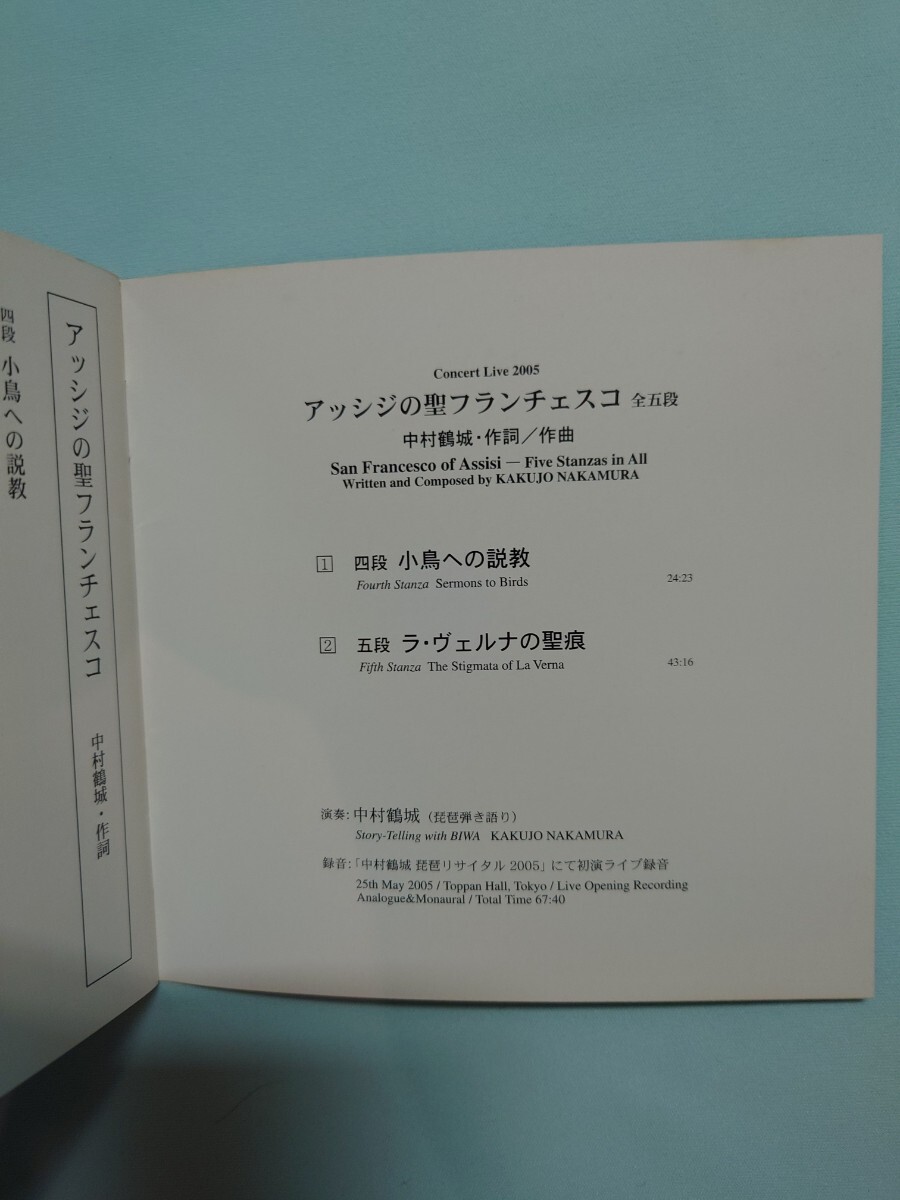 アッシジの聖フランチェスコ　中村鶴城・作詞
四段　小鳥への説教
Concert Live 2005
アッシジの聖フランチェスコ 全五段
中村鶴城・作詞／作曲
San Francesco of Assisi — Five Stanzas in All
Written and Composed by KAKUJO NAKAMURA
1 四段 小鳥への説教
Fourth Stanza Sermons to Birds 24:23
2 五段 ラ・ヴェルナの聖痕
Fifth Stanza The Stigmata of La Verna 43:16
演奏：中村鶴城（琵琶弾き語り）
Story-Telling with BIWA KAKUJO NAKAMURA
録音：「中村鶴城 琵琶リサイタル 2005」にて初演ライブ録音
25th May 2005 / Toppan Hall, Tokyo / Live Opening Recording
Analogue&Monaural / Total Time 67:40